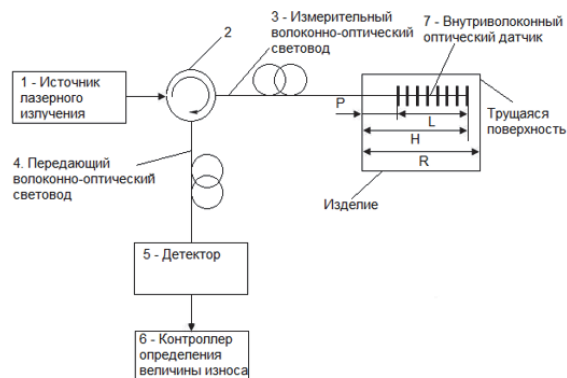 3 - Измерительный
волоконно-оптический
световод
7 - Внутриволоконный
оптический датчик
2
1 - Источник
лазерного
излучения
P
L
H
R
Трущаяся
поверхность
Изделие
4. Передающий
волоконно-оптический
световод
5 - Детектор
6 - Контроллер
определения
величины износа